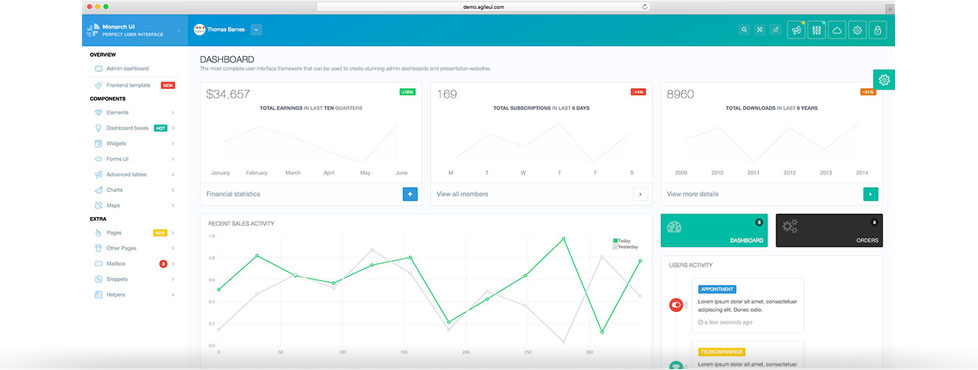 demo.agileui.com
Monarch UI
PERFECT USER INTERFACE
Thomas Barnes
OVERVIEW
Admin dashboard
Frontend template NEW
COMPONENTS
Elements
Dashboard boxes HOT
Widgets
Forms UI
Advanced tables
Charts
Maps
EXTRA
Pages NEW
Other Pages
Mailbox
Snippets
Helpers
DASHBOARD
The most complete user interface framework that can be used to create stunning admin dashboards and presentation websites.
$34,657
TOTAL EARNINGS IN LAST TEN QUARTERS
January February March April May June
Financial statistics
169 -14%
TOTAL SUBSCRIPTIONS IN LAST 6 DAYS
M T W T F S
View all members
8960
TOTAL DOWNLOADS IN LAST 6 YEARS
2009 2010 2011 2012 2013 2014
View more details
RECENT SALES ACTIVITY
Today
Yesterday
1.0
0.8
0.6
0.4
0.2
0.0
0 50 100 150 200 250 300
DASHBOARD
ORDERS
USERS ACTIVITY
APPOINTMENT
Lorem ipsum dolor sit amet, consectetuer
adipiscing elit. Donec odio.
a few seconds ago
TELECONFERENCE
Lorem ipsum dolor sit amet, consectetuer